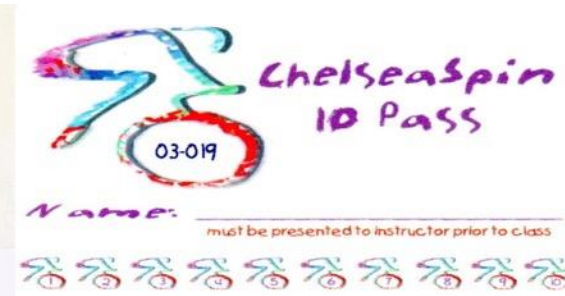 ChelseaSpin
10 Pass
03-019
Name:
must be presented to instructor prior to class
1 2 3 4 5 6 7 8 9 10